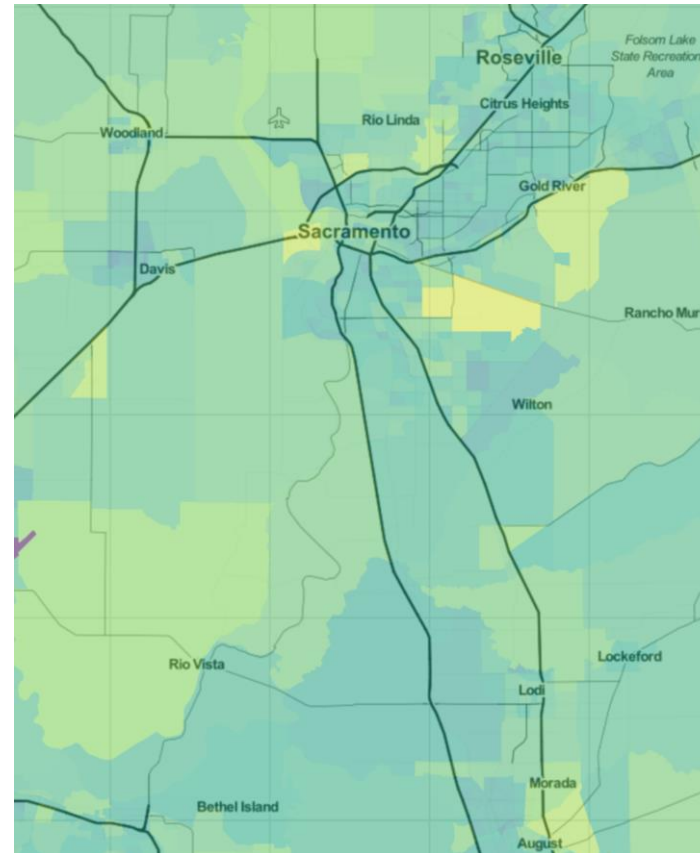 Folsom Lake
State Recreation
Area
Roseville
Citrus Heights
Rio Linda
Woodland
Gold River
Sacramento
Davis
Rancho Mur
Wilton
Rio Vista
Lockeford
Lodi
Morada
Bethel Island
August